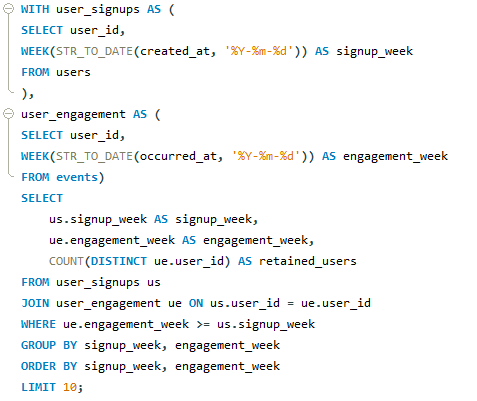 WITH user_signups AS (
SELECT user_id,
WEEK(STR_TO_DATE(created_at, '%Y-%m-%d')) AS signup_week
FROM users
),
user_engagement AS (
SELECT user_id,
WEEK(STR_TO_DATE(occurred_at, '%Y-%m-%d')) AS engagement_week
FROM events)
SELECT
us.signup_week AS signup_week,
ue.engagement_week AS engagement_week,
COUNT(DISTINCT ue.user_id) AS retained_users
FROM user_signups us
JOIN user_engagement ue ON us.user_id = ue.user_id
WHERE ue.engagement_week >= us.signup_week
GROUP BY signup_week, engagement_week
ORDER BY signup_week, engagement_week
LIMIT 10;